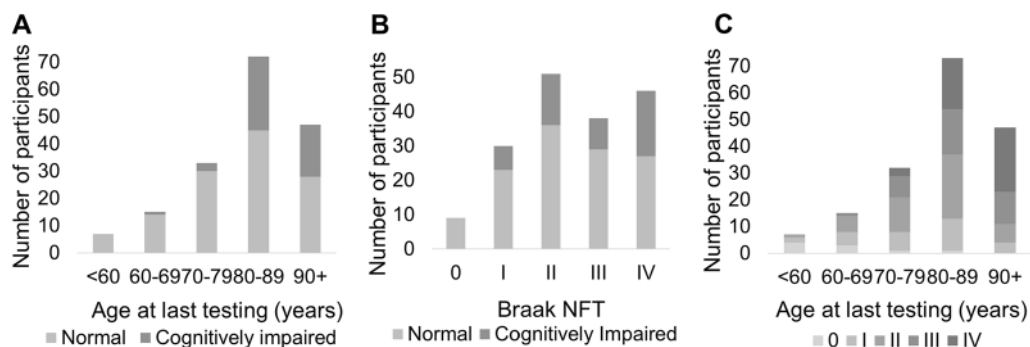 A
Number of participants
70
60
50
40
30
20
10
0
<60 60-69 70-79 80-89 90+
Age at last testing (years)
Normal Cognitively impaired
B
Number of participants
50
40
30
20
10
0
0 I II III IV
Braak NFT
Normal Cognitively Impaired
C
Number of participants
70
60
50
40
30
20
10
0
<60 60-69 70-79 80-89 90+
Age at last testing (years)
0 I II III IV